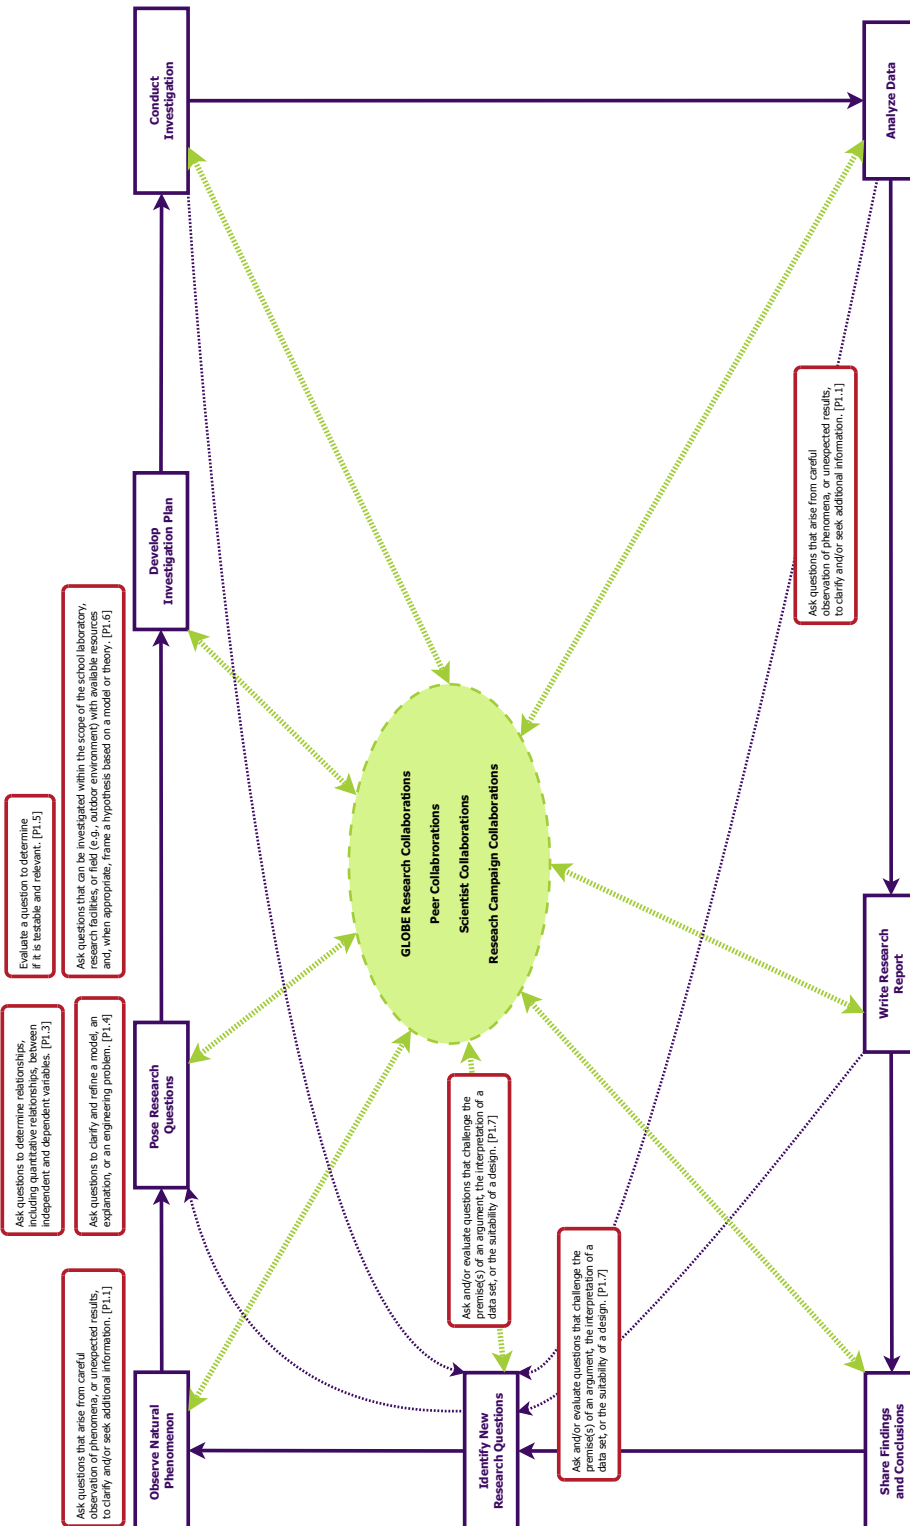 Observe Natural
Phenomenon
Pose Research
Questions
Develop
Investigation Plan
Conduct
Investigation
Ask questions that arise from careful
observation of phenomena, or unexpected results,
to clarify and/or seek additional information. [P1.1]
Ask questions to determine relationships,
including quantitative relationships, between
independent and dependent variables. [P1.3]
Ask questions to clarify and refine a model, an
explanation, or an engineering problem. [P1.4]
Evaluate a question to determine
if it is testable and relevant. [P1.5]
Ask questions that can be investigated within the scope of the school laboratory,
research facilities, or field (e.g., outdoor environment) with available resources
and, when appropriate, frame a hypothesis based on a model or theory. [P1.6]
GLOBE Research Collaborations
Peer Collabrorations
Scientist Collaborations
Reseach Campaign Collaborations
Identify New
Research Questions
Ask and/or evaluate questions that challenge the
premise(s) of an argument, the interpretation of a
data set, or the suitability of a design. [P1.7]
Ask and/or evaluate questions that challenge the
premise(s) of an argument, the interpretation of a
data set, or the suitability of a design. [P1.7]
Ask questions that arise from careful
observation of phenomena, or unexpected results,
to clarify and/or seek additional information. [P1.1]
Share Findings
and Conclusions
Write Research
Report
Analyze Data